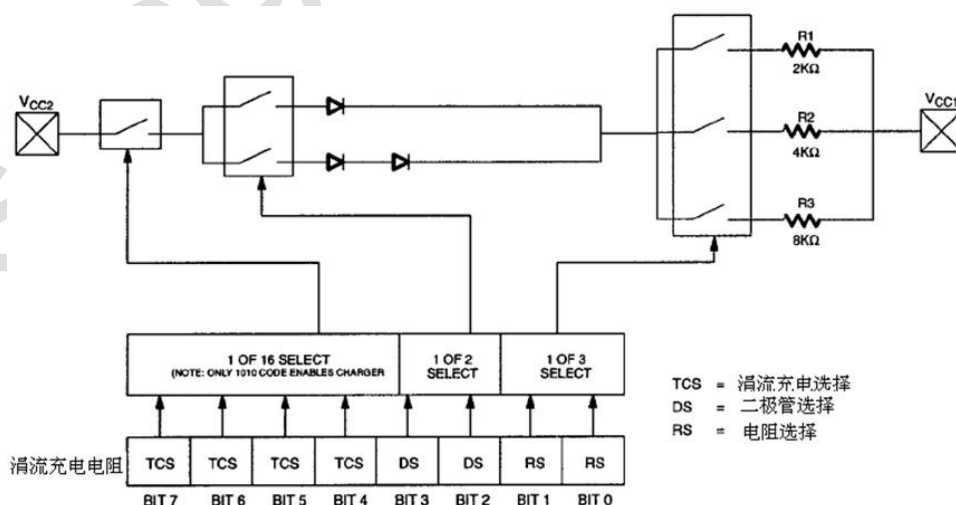 VCC2
R1
2KΩ
R2
4KΩ
R3
8KΩ
VCC1
1 OF 16 SELECT
(NOTE: ONLY 1010 CODE ENABLES CHARGER
1 OF 2
SELECT
1 OF 3
SELECT
TCS = 涓流充电选择
DS = 二极管选择
RS = 电阻选择
涓流充电电阻 TCS TCS TCS TCS DS DS RS RS
BIT 7 BIT 6 BIT 5 BIT 4 BIT 3 BIT 2 BIT 1 BIT 0